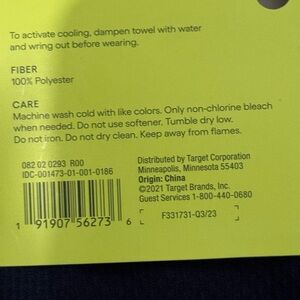 To activate cooling, dampen towel with water
and wring out before wearing.
FIBER
100% Polyester
CARE
Machine wash cold with like colors. Only non-chlorine bleach
when needed. Do not use softener. Tumble dry low.
Do not iron. Do not dry clean. Keep away from flames.
082 02 0293 R00
IDC-001473-01-001-0186
1 91907 56273 6
Distributed by Target Corporation
Minneapolis, Minnesota 55403
Origin: China
©2021 Target Brands, Inc.
Guest Services 1-800-440-0680
F331731-Q3/23